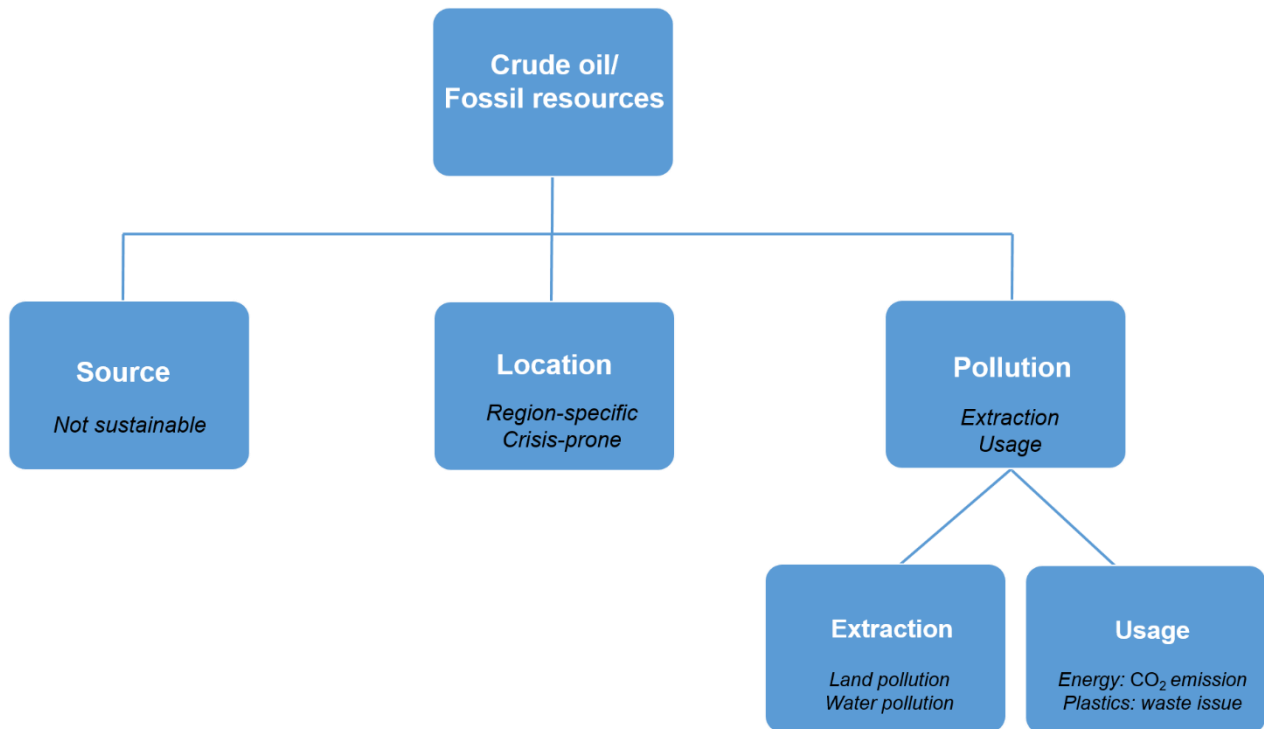 Crude oil/
Fossil resources
Source
Not sustainable
Location
Region-specific
Crisis-prone
Pollution
Extraction
Usage
Extraction
Land pollution
Water pollution
Usage
Energy: CO₂ emission
Plastics: waste issue